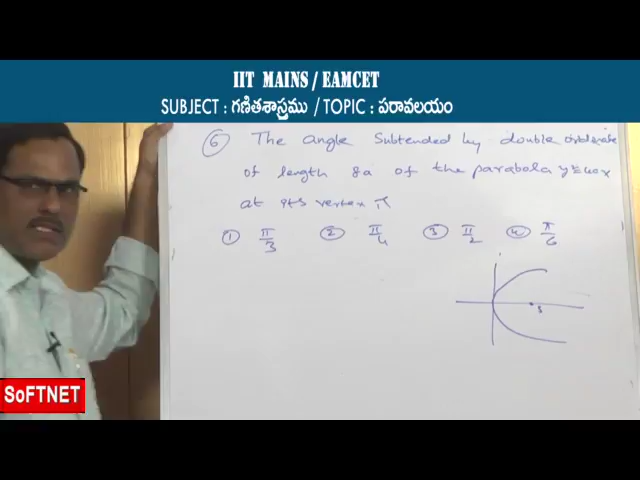 IIT MAINS / EAMCET
SUBJECT : గణితశాస్త్రము / TOPIC : పరావలయం
⑥ The angle subtended by double ordinate
of length 8a of the parabola y²=4ax
at its vertex is
① π/3 ② π/4 ③ π/2 ④ π/6
S
SoFTNET